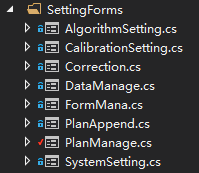 SettingForms
AlgorithmSetting.cs
CalibrationSetting.cs
Correction.cs
DataManage.cs
FormMana.cs
PlanAppend.cs
PlanManage.cs
SystemSetting.cs